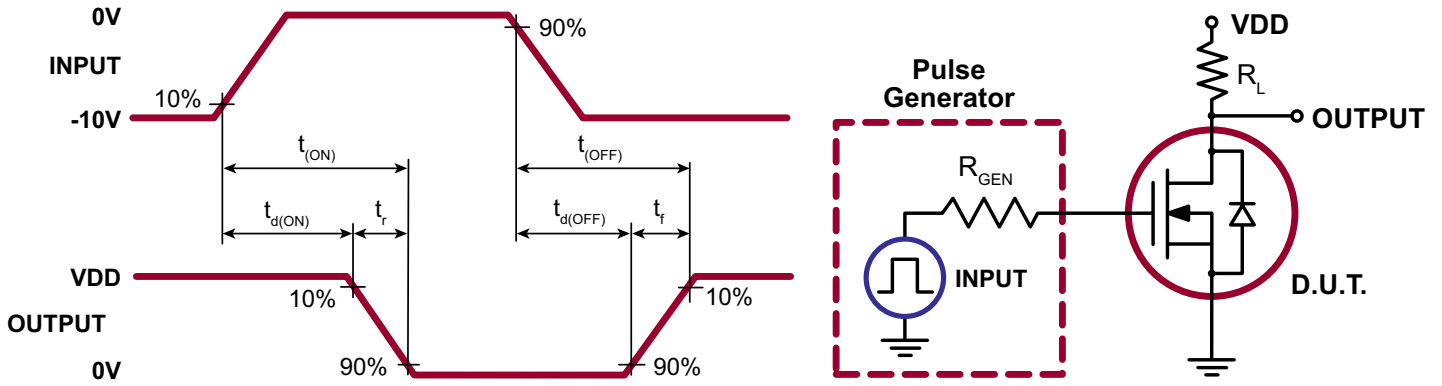 0V
INPUT
-10V
10%
90%
t(ON)
t(OFF)
td(ON)
tr
td(OFF)
tf
VDD
OUTPUT
0V
10%
90%
90%
10%
Pulse
Generator
RGEN
INPUT
VDD
RL
OUTPUT
D.U.T.